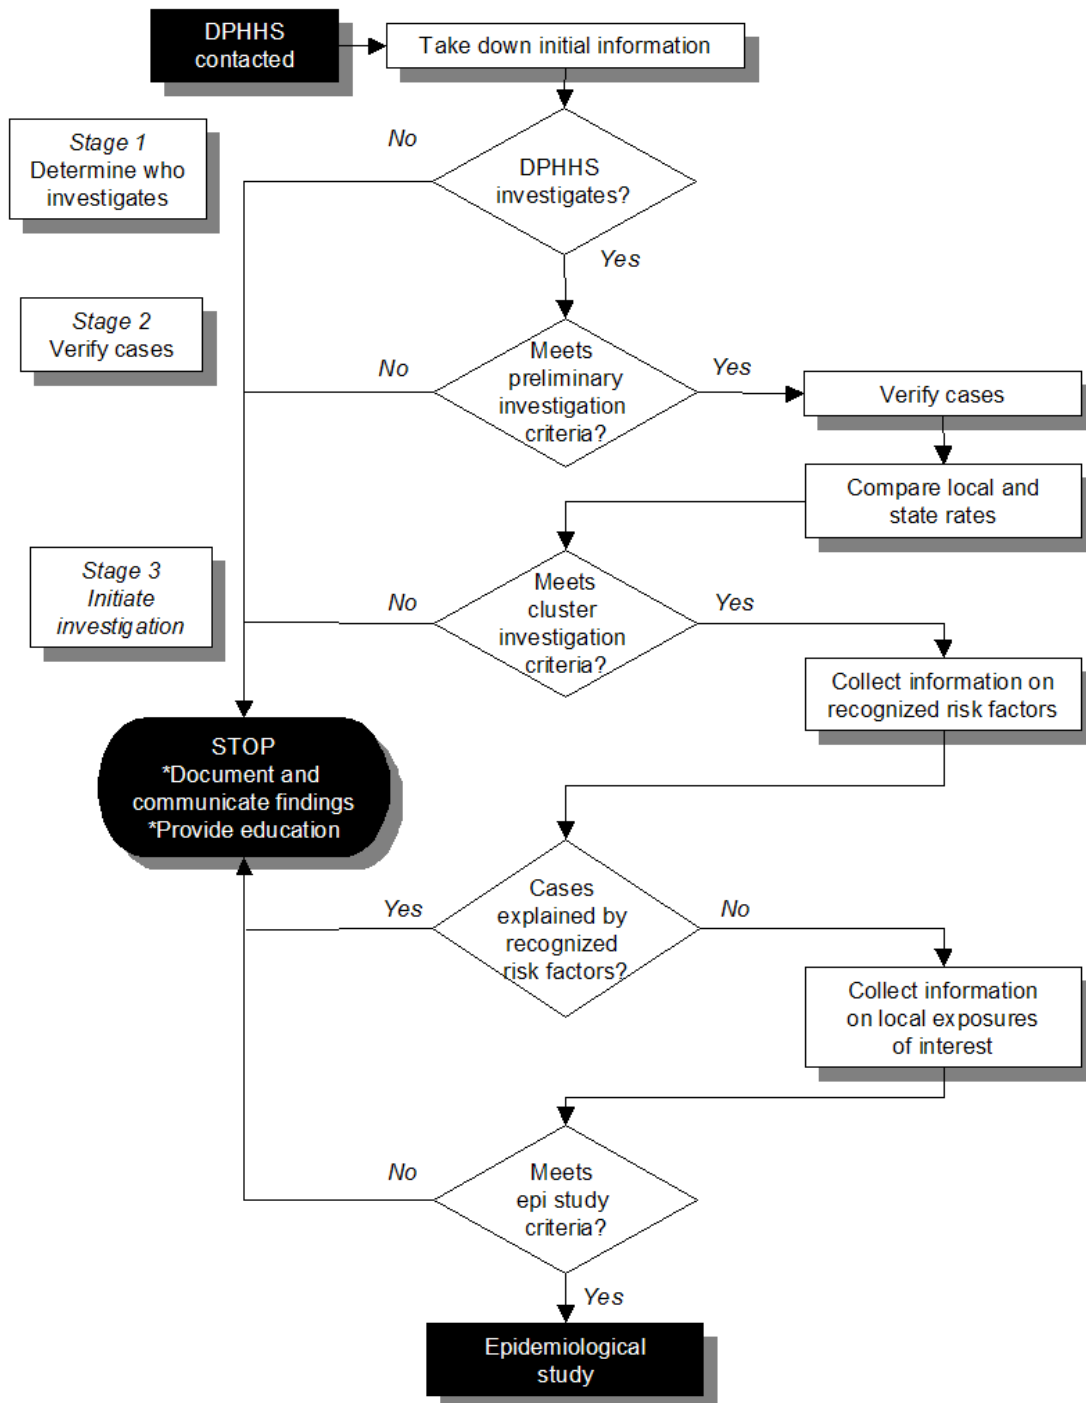 DPHHS
contacted
Take down initial information
Stage 1
Determine who
investigates
No
DPHHS
investigates?
Yes
Stage 2
Verify cases
No
Meets
preliminary
investigation
criteria?
Yes
Verify cases
Compare local and
state rates
Stage 3
Initiate
investigation
No
Meets
cluster
investigation
criteria?
Yes
Collect information on
recognized risk factors
STOP
*Document and
communicate findings
*Provide education
Yes
Cases
explained by
recognized
risk factors?
No
Collect information
on local exposures
of interest
No
Meets
epi study
criteria?
Yes
Epidemiological
study